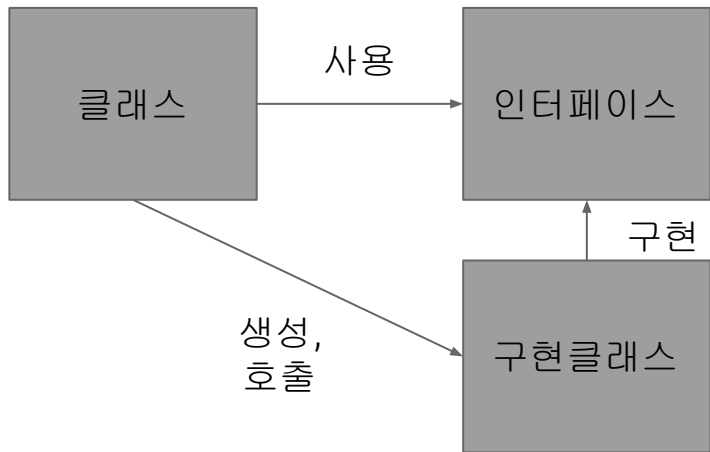 사용
클래스
인터페이스
구현
생성,
호출
구현클래스